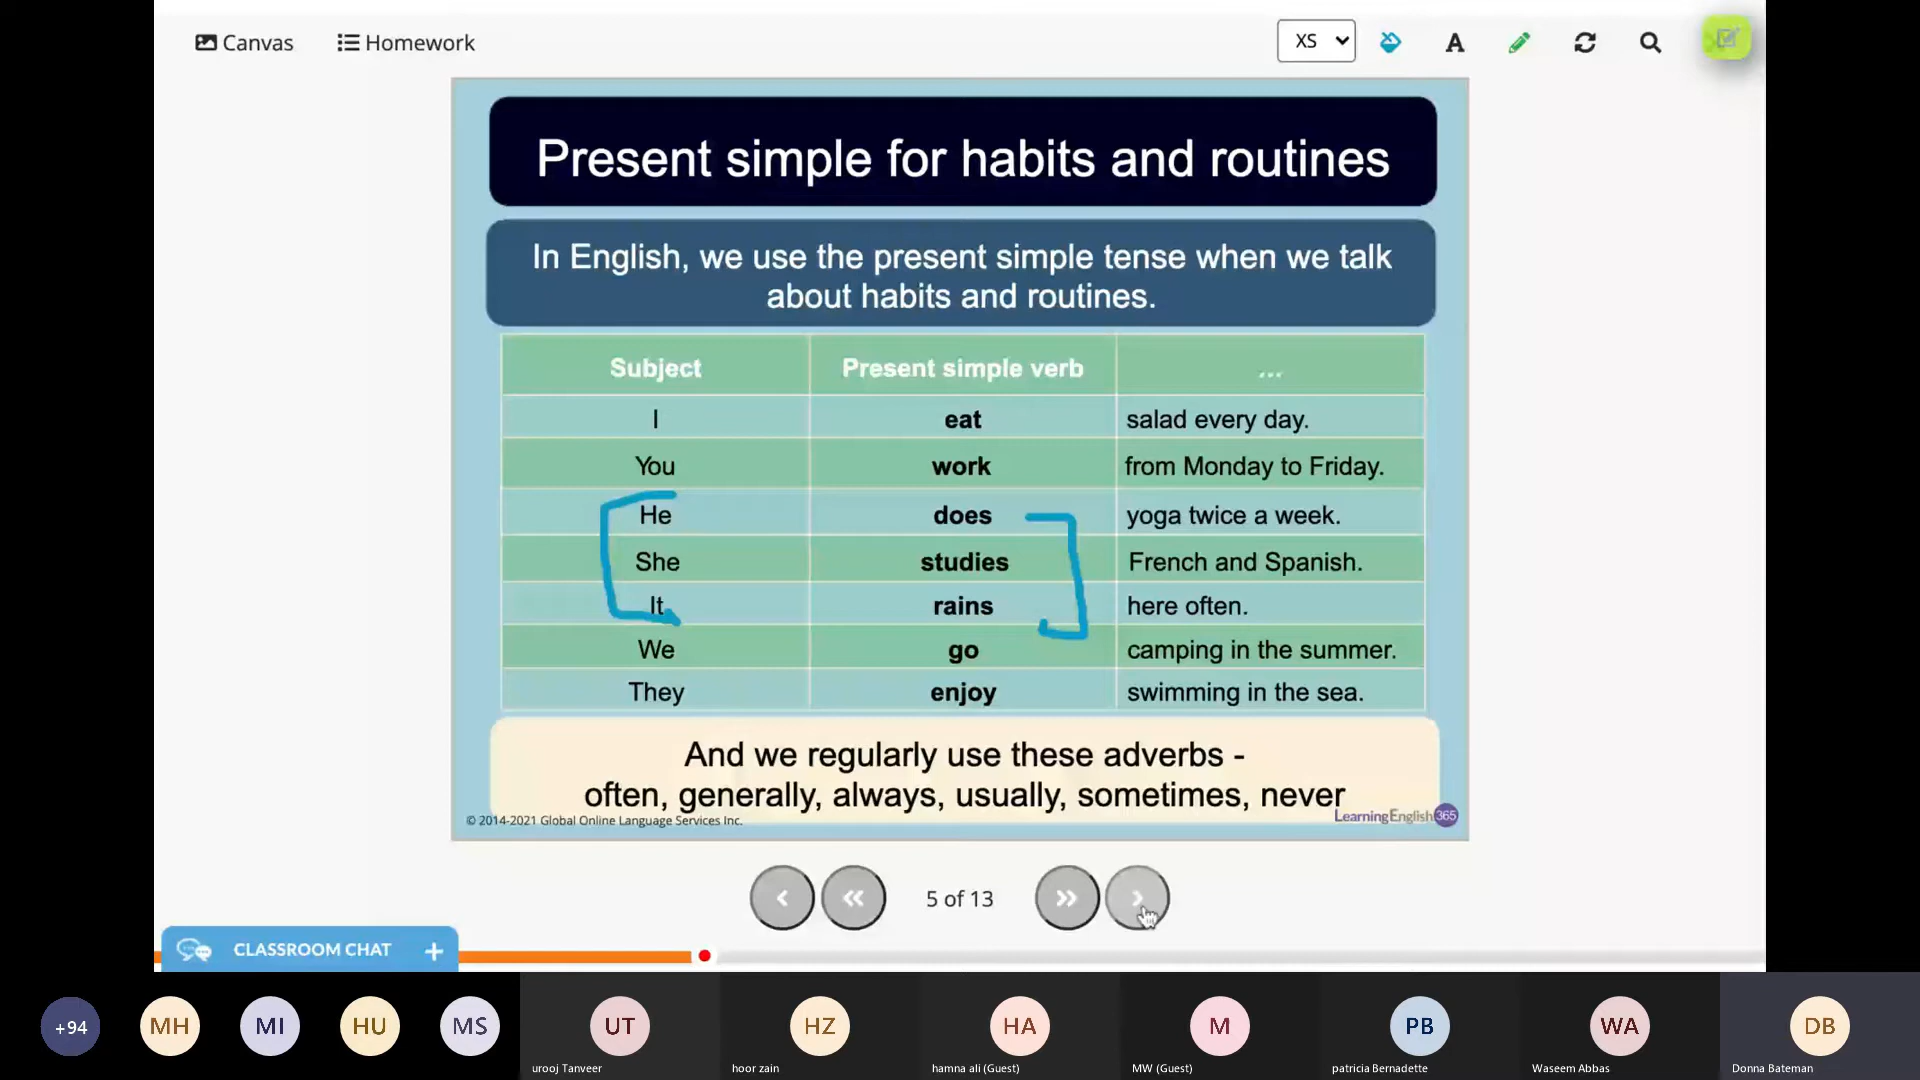 Canvas Homework XS A
Present simple for habits and routines
In English, we use the present simple tense when we talk
about habits and routines.
Subject Present simple verb ...
I eat salad every day.
You work from Monday to Friday.
He does yoga twice a week.
She studies French and Spanish.
It rains here often.
We go camping in the summer.
They enjoy swimming in the sea.
And we regularly use these adverbs -
often, generally, always, usually, sometimes, never
© 2014-2021 Global Online Language Services Inc. LearningEnglish365
5 of 13
CLASSROOM CHAT +
+94 MH MI HU MS UT HZ HA M PB WA DB
urooj Tanveer hoor zain hamna ali (Guest) MW (Guest) patricia Bernadette Waseem Abbas Donna Bateman